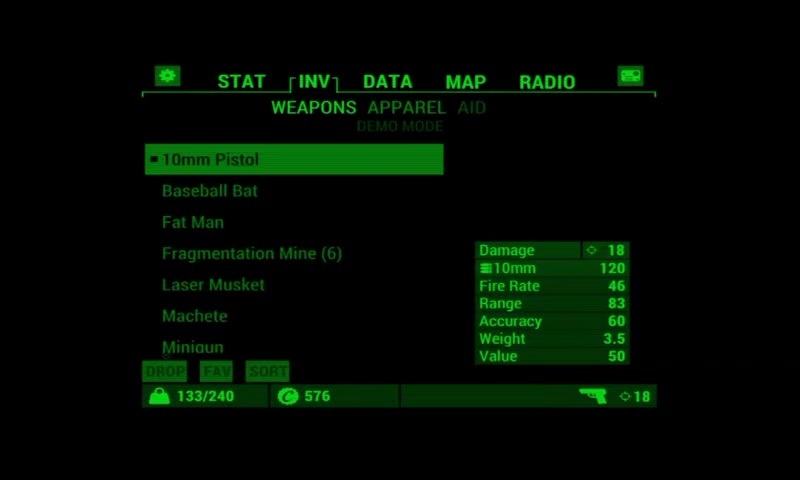 STAT INV DATA MAP RADIO
WEAPONS APPAREL AID
DEMO MODE
10mm Pistol
Baseball Bat
Fat Man
Fragmentation Mine (6)
Laser Musket
Machete
Minigun
Damage 18
10mm 120
Fire Rate 46
Range 83
Accuracy 60
Weight 3.5
Value 50
DROP FAV SORT
133/240 576 18